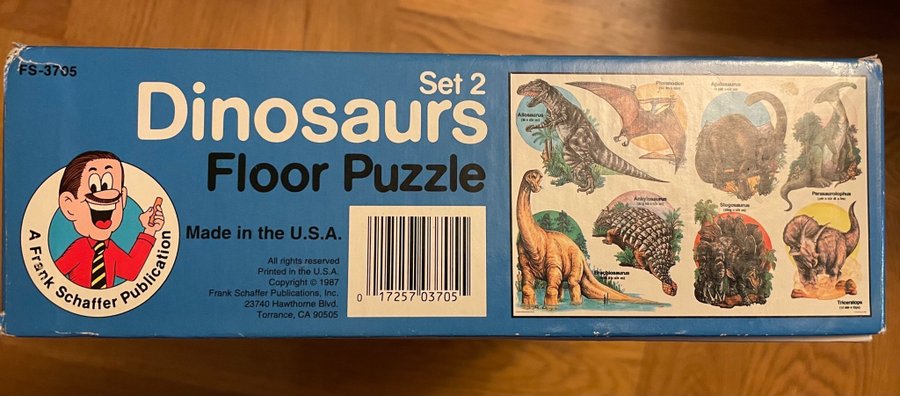 FS-3705
Set 2
Dinosaurs
Floor Puzzle
A Frank Schaffer Publication
Made in the U.S.A.
All rights reserved
Printed in the U.S.A.
Copyright © 1987
Frank Schaffer Publications, Inc.
23740 Hawthorne Blvd.
Torrance, CA 90505
0 17257 03705
Allosaurus
Pteranodon
Parasaurolophus
Ankylosaurus
Stegosaurus
Brachiosaurus
Triceratops